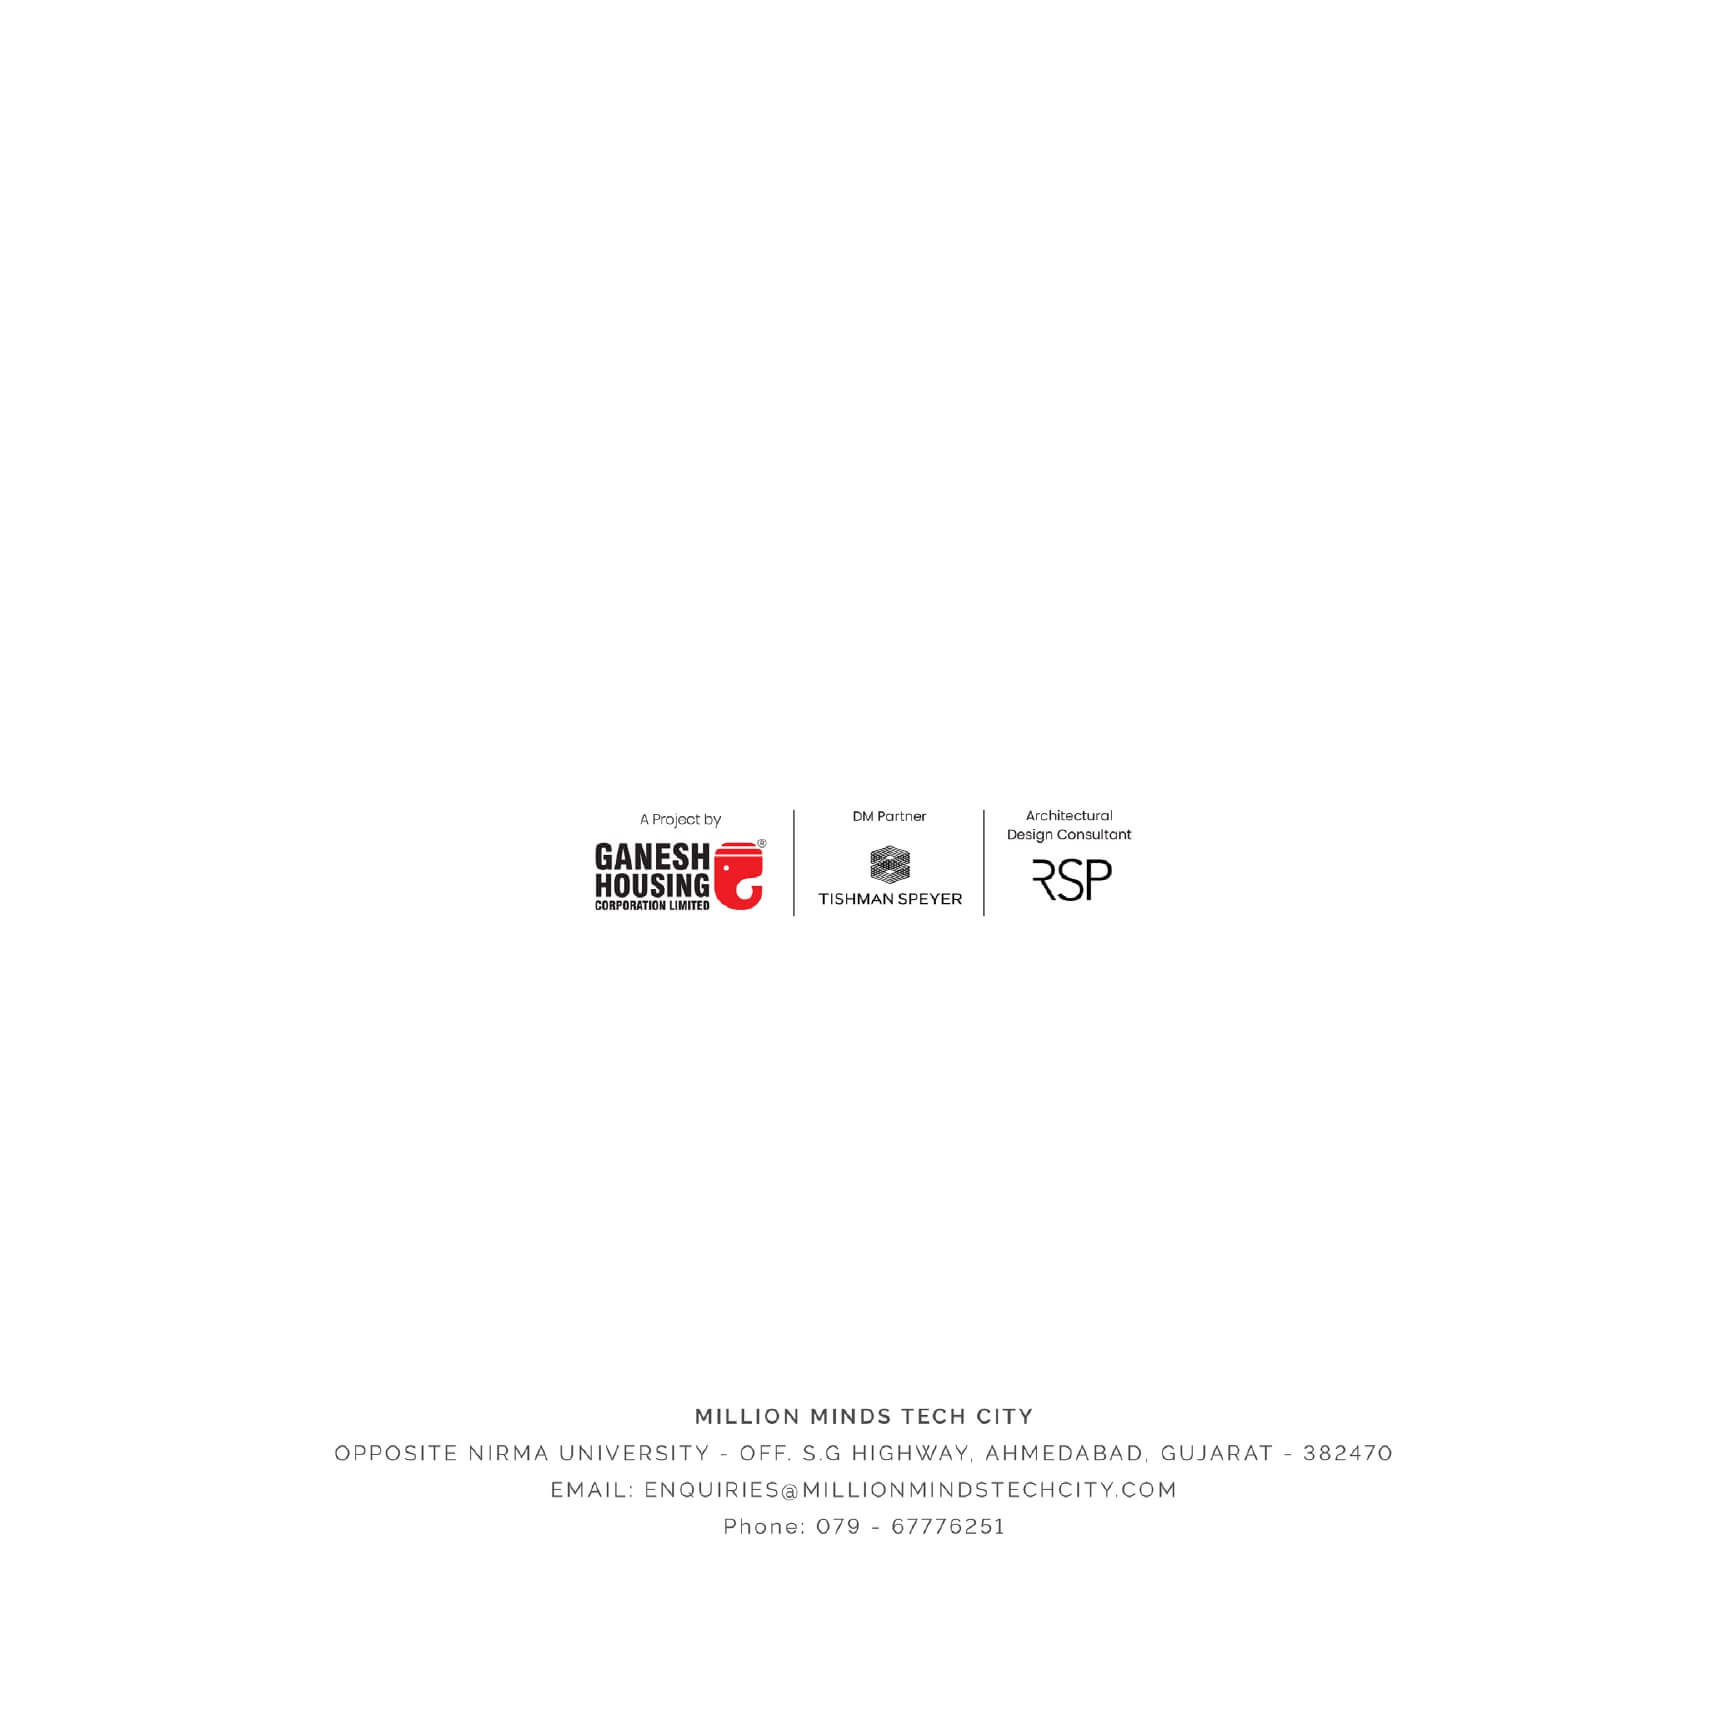 A Project by
GANESH
HOUSING
CORPORATION LIMITED
®
DM Partner
TISHMAN SPEYER
Architectural
Design Consultant
RSP
MILLION MINDS TECH CITY
OPPOSITE NIRMA UNIVERSITY - OFF. S.G HIGHWAY, AHMEDABAD, GUJARAT - 382470
EMAIL: ENQUIRIES@MILLIONMINDSTECHCITY.COM
Phone: 079 - 67776251